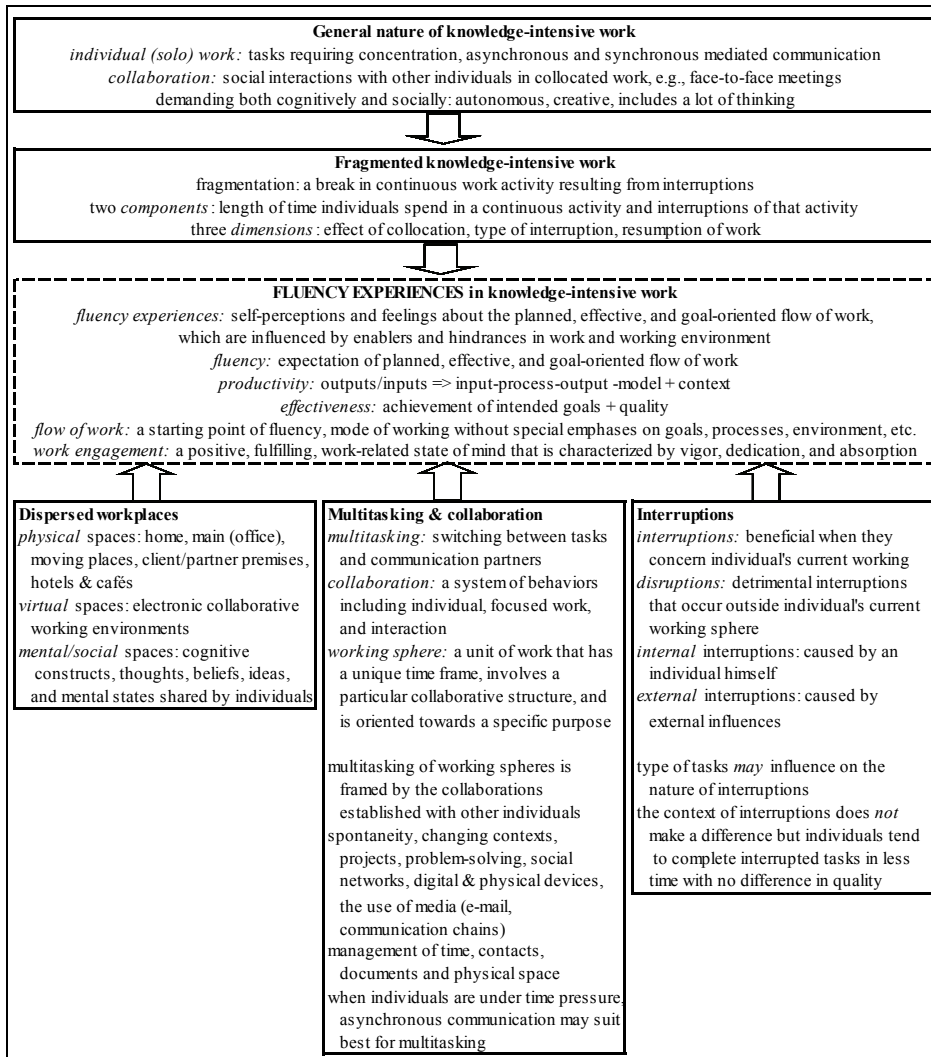 General nature of knowledge-intensive work
individual (solo) work: tasks requiring concentration, asynchronous and synchronous mediated communication
collaboration: social interactions with other individuals in collocated work, e.g., face-to-face meetings
demanding both cognitively and socially: autonomous, creative, includes a lot of thinking
Fragmented knowledge-intensive work
fragmentation: a break in continuous work activity resulting from interruptions
two components: length of time individuals spend in a continuous activity and interruptions of that activity
three dimensions: effect of collocation, type of interruption, resumption of work
FLUENCY EXPERIENCES in knowledge-intensive work
fluency experiences: self-perceptions and feelings about the planned, effective, and goal-oriented flow of work,
which are influenced by enablers and hindrances in work and working environment
fluency: expectation of planned, effective, and goal-oriented flow of work
productivity: outputs/inputs => input-process-output -model + context
effectiveness: achievement of intended goals + quality
flow of work: a starting point of fluency, mode of working without special emphases on goals, processes, environment, etc.
work engagement: a positive, fulfilling, work-related state of mind that is characterized by vigor, dedication, and absorption
Dispersed workplaces
physical spaces: home, main (office),
moving places, client/partner premises,
hotels & cafés
virtual spaces: electronic collaborative
working environments
mental/social spaces: cognitive
constructs, thoughts, beliefs, ideas,
and mental states shared by individuals
Multitasking & collaboration
multitasking: switching between tasks
and communication partners
collaboration: a system of behaviors
including individual, focused work,
and interaction
working sphere: a unit of work that has
a unique time frame, involves a
particular collaborative structure, and
is oriented towards a specific purpose
multitasking of working spheres is
framed by the collaborations
established with other individuals
spontaneity, changing contexts,
projects, problem-solving, social
networks, digital & physical devices,
the use of media (e-mail,
communication chains)
management of time, contacts,
documents and physical space
when individuals are under time pressure,
asynchronous communication may suit
best for multitasking
Interruptions
interruptions: beneficial when they
concern individual's current working
disruptions: detrimental interruptions
that occur outside individual's current
working sphere
internal interruptions: caused by an
individual himself
external interruptions: caused by
external influences
type of tasks may influence on the
nature of interruptions
the context of interruptions does not
make a difference but individuals tend
to complete interrupted tasks in less
time with no difference in quality